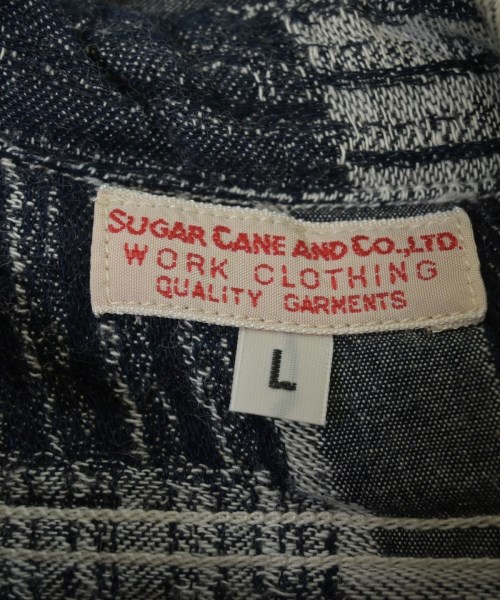 SUGAR CANE AND CO.,LTD.
WORK CLOTHING
QUALITY GARMENTS
L